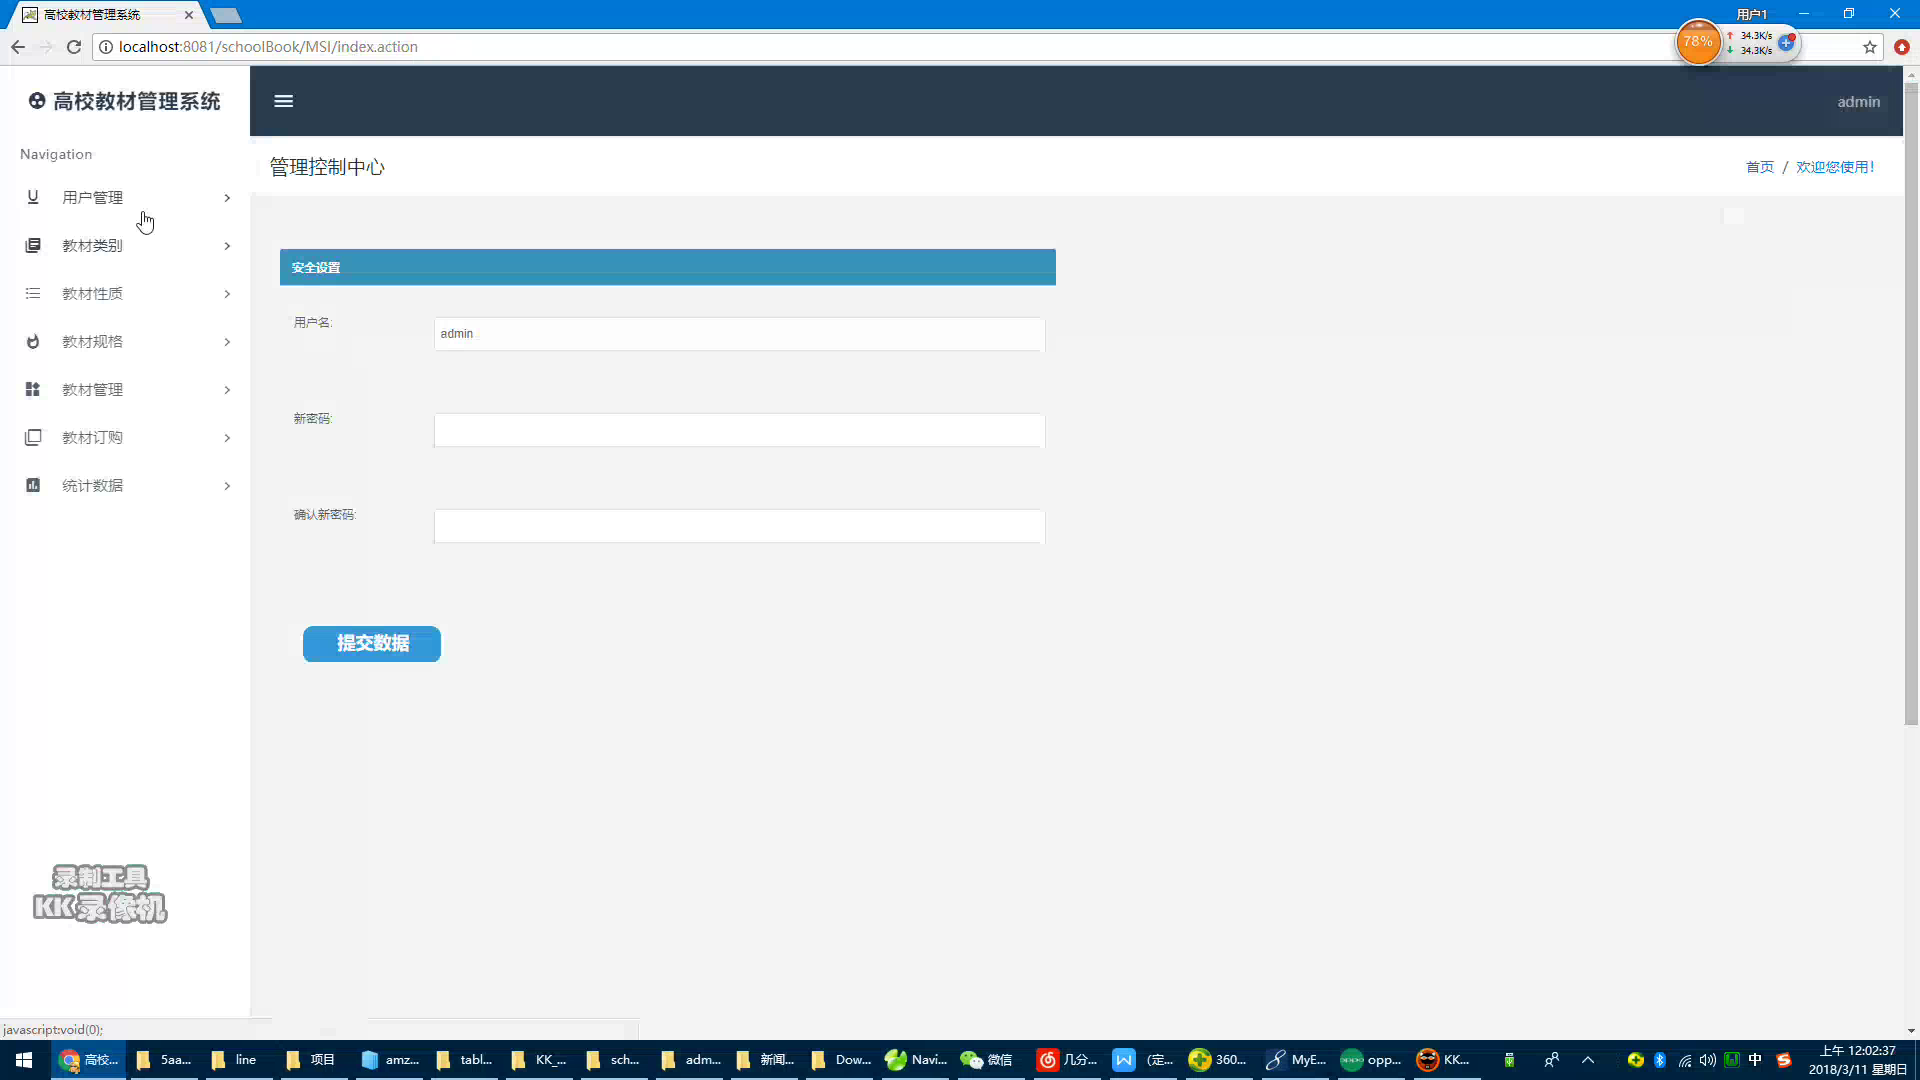 高校教材管理系统
用户1
localhost:8081/schoolBook/MSI/index.action
78%
34.3K/s
34.3K/s
高校教材管理系统
admin
Navigation
管理控制中心
首页 / 欢迎您使用!
用户管理
教材类别
教材性质
教材规格
教材管理
教材订购
统计数据
安全设置
用户名:
admin
新密码:
确认新密码:
提交数据
录制工具
KK录像机
javascript:void(0);
高校... 5aa... line 项目 amz... tabl... KK_... sch... adm... 新闻... Dow... Navi... 微信 几分... (定... 360... MyE... opp... KK... 中
上午 12:02:37
2018/3/11 星期日